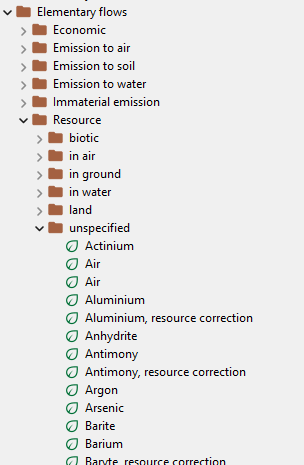 Elementary flows
Economic
Emission to air
Emission to soil
Emission to water
Immaterial emission
Resource
biotic
in air
in ground
in water
land
unspecified
Actinium
Air
Air
Aluminium
Aluminium, resource correction
Anhydrite
Antimony
Antimony, resource correction
Argon
Arsenic
Barite
Barium
Baryte, resource correction